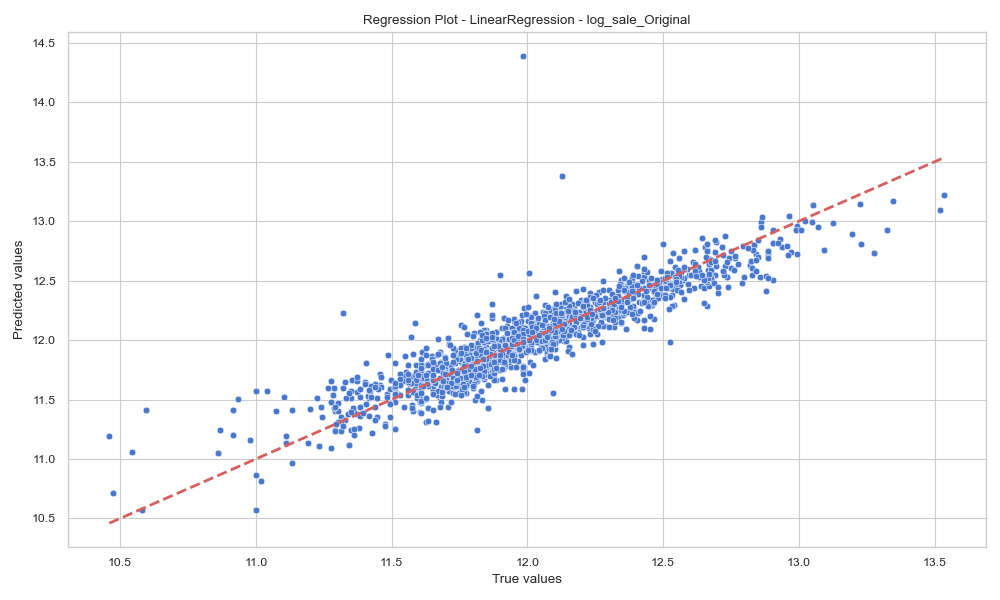 Regression Plot - LinearRegression - log_sale_Original
14.5
14.0
13.5
13.0
12.5
12.0
11.5
11.0
10.5
Predicted values
10.5 11.0 11.5 12.0 12.5 13.0 13.5
True values